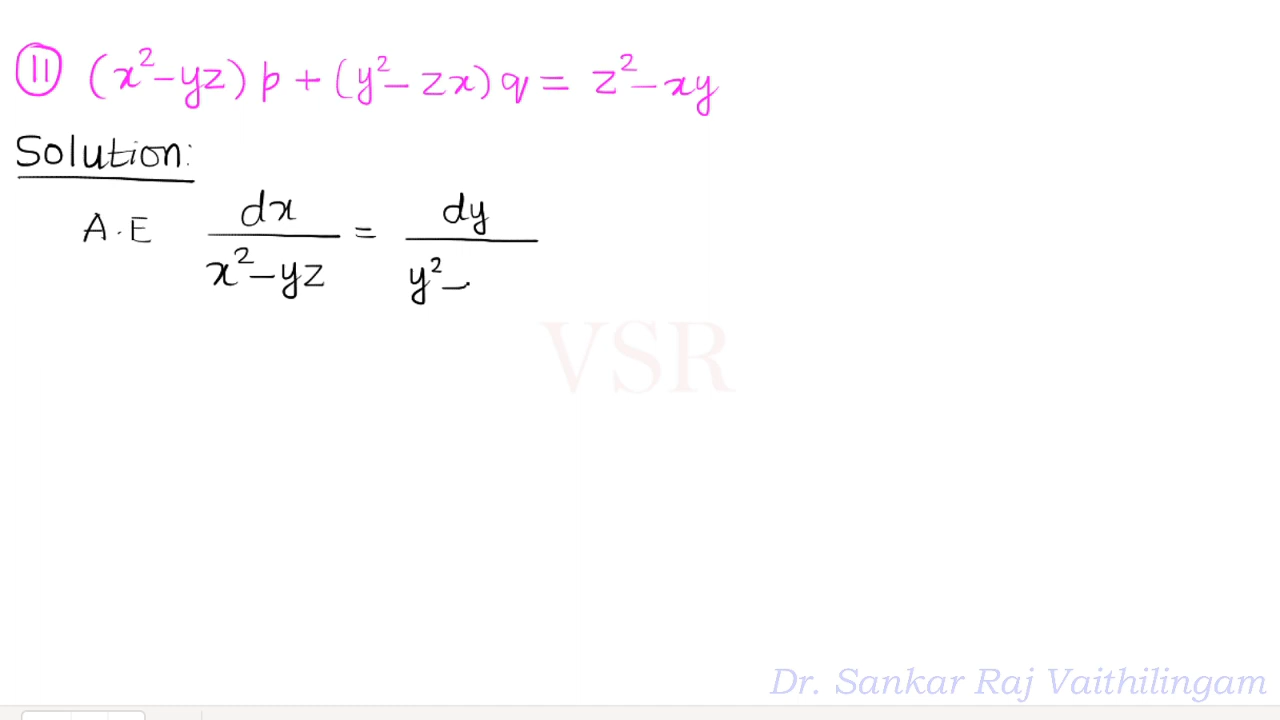 11 (x²-yz)p+(y²-zx)q = z²-xy
Solution:
A.E dx/x²-yz = dy/y²-
VSR
Dr. Sankar Raj Vaithilingam